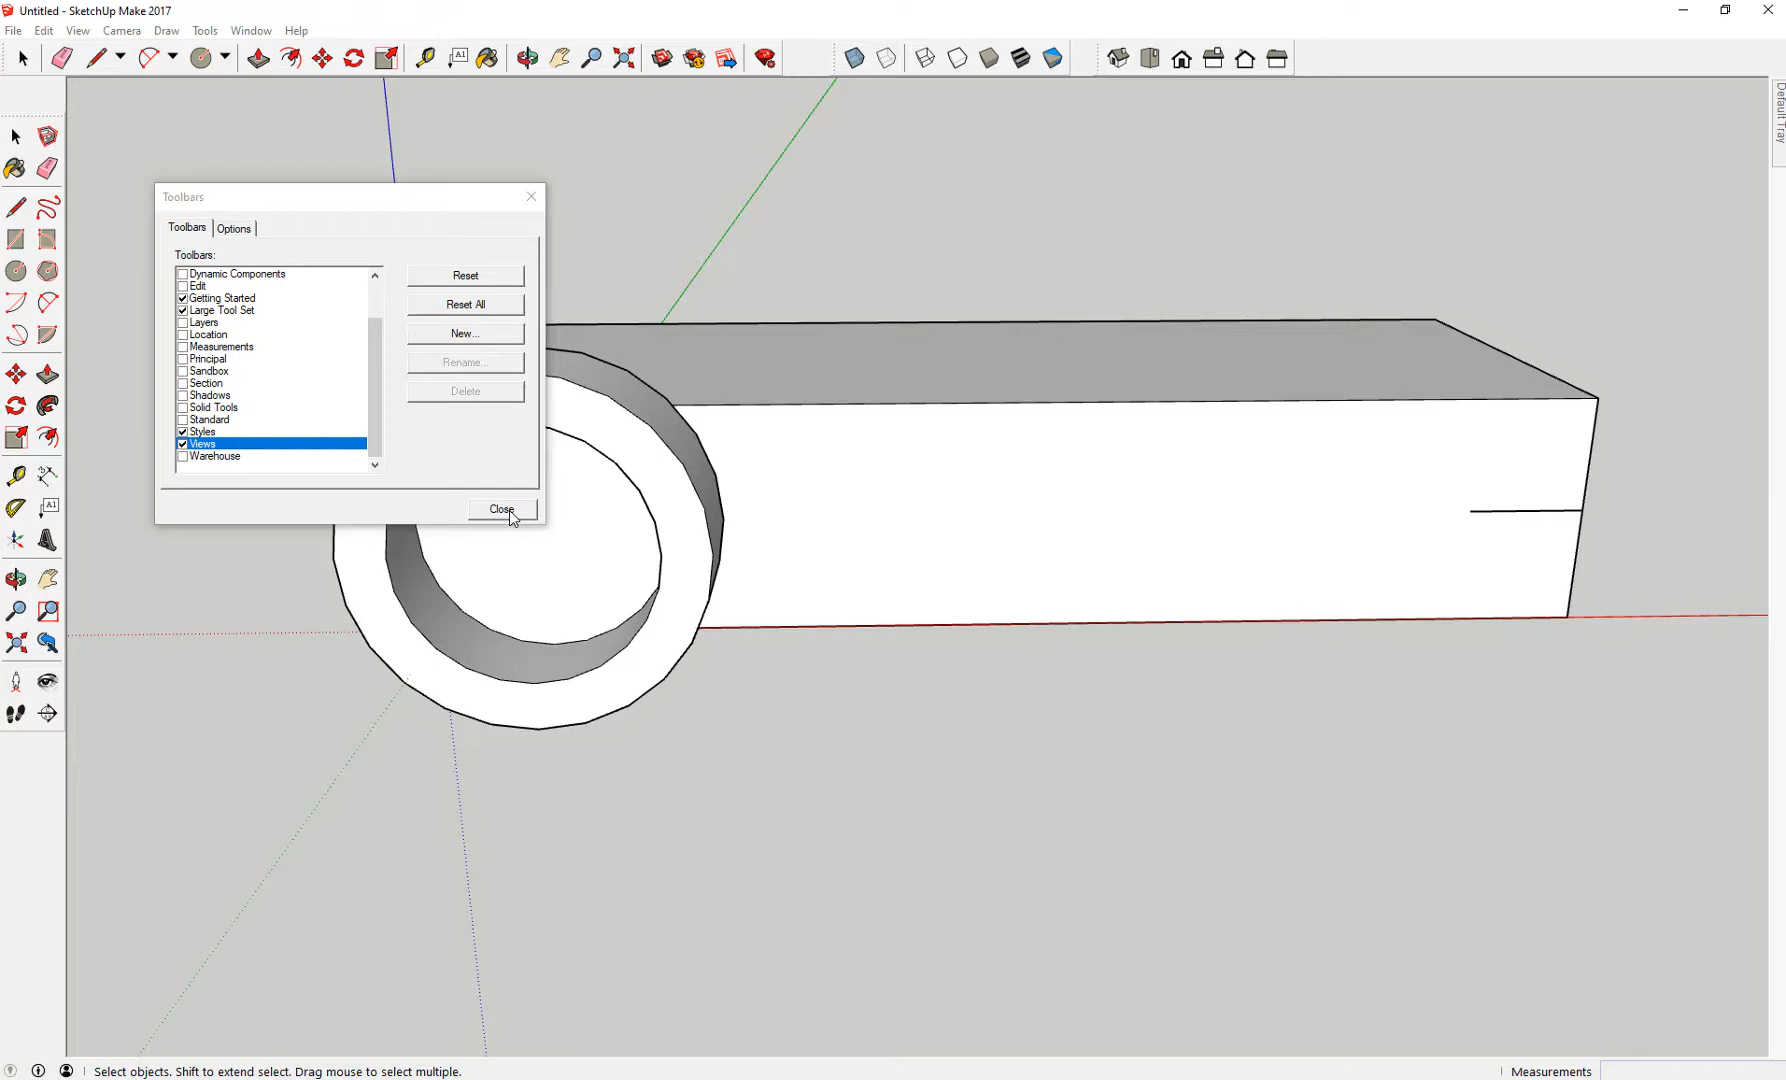 Untitled - SketchUp Make 2017
File Edit View Camera Draw Tools Window Help
A1
Default Tray
Toolbars
Toolbars Options
Toolbars:
Dynamic Components
Edit
Getting Started
Large Tool Set
Layers
Location
Measurements
Principal
Sandbox
Section
Shadows
Solid Tools
Standard
Styles
Views
Warehouse
Reset
Reset All
New...
Rename...
Delete
Close
A1
Select objects. Shift to extend select. Drag mouse to select multiple.
Measurements